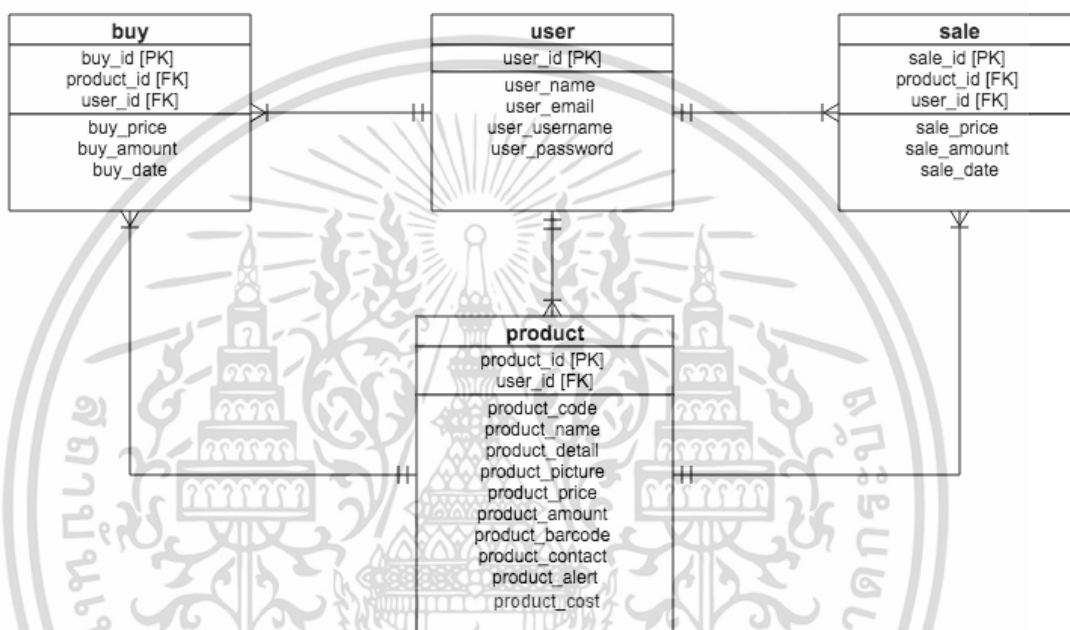 buy
buy_id [PK]
product_id [FK]
user_id [FK]
buy_price
buy_amount
buy_date
user
user_id [PK]
user_name
user_email
user_username
user_password
sale
sale_id [PK]
product_id [FK]
user_id [FK]
sale_price
sale_amount
sale_date
product
product_id [PK]
user_id [FK]
product_code
product_name
product_detail
product_picture
product_price
product_amount
product_barcode
product_contact
product_alert
product_cost